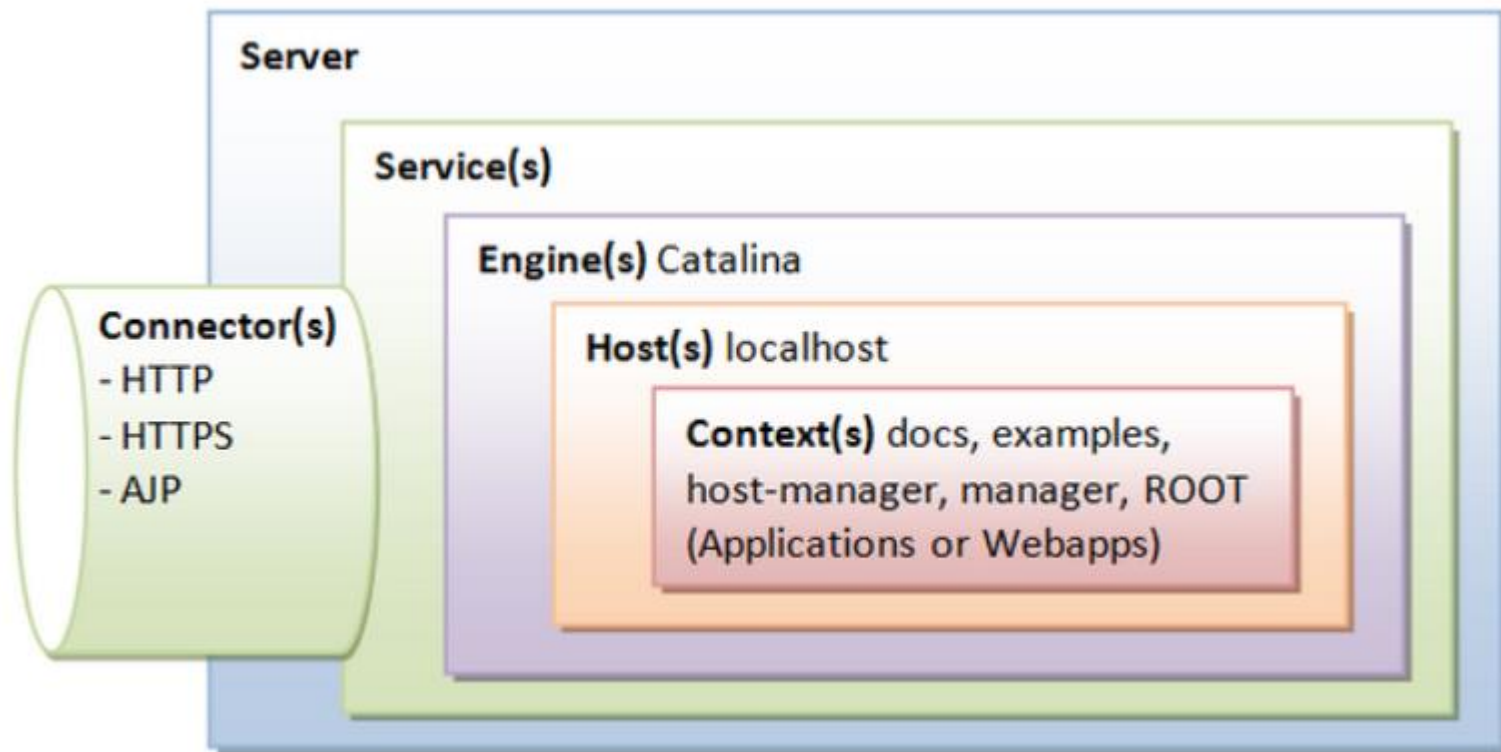 Server
Service(s)
Engine(s) Catalina
Connector(s)
- HTTP
- HTTPS
- AJP
Host(s) localhost
Context(s) docs, examples,
host-manager, manager, ROOT
(Applications or Webapps)